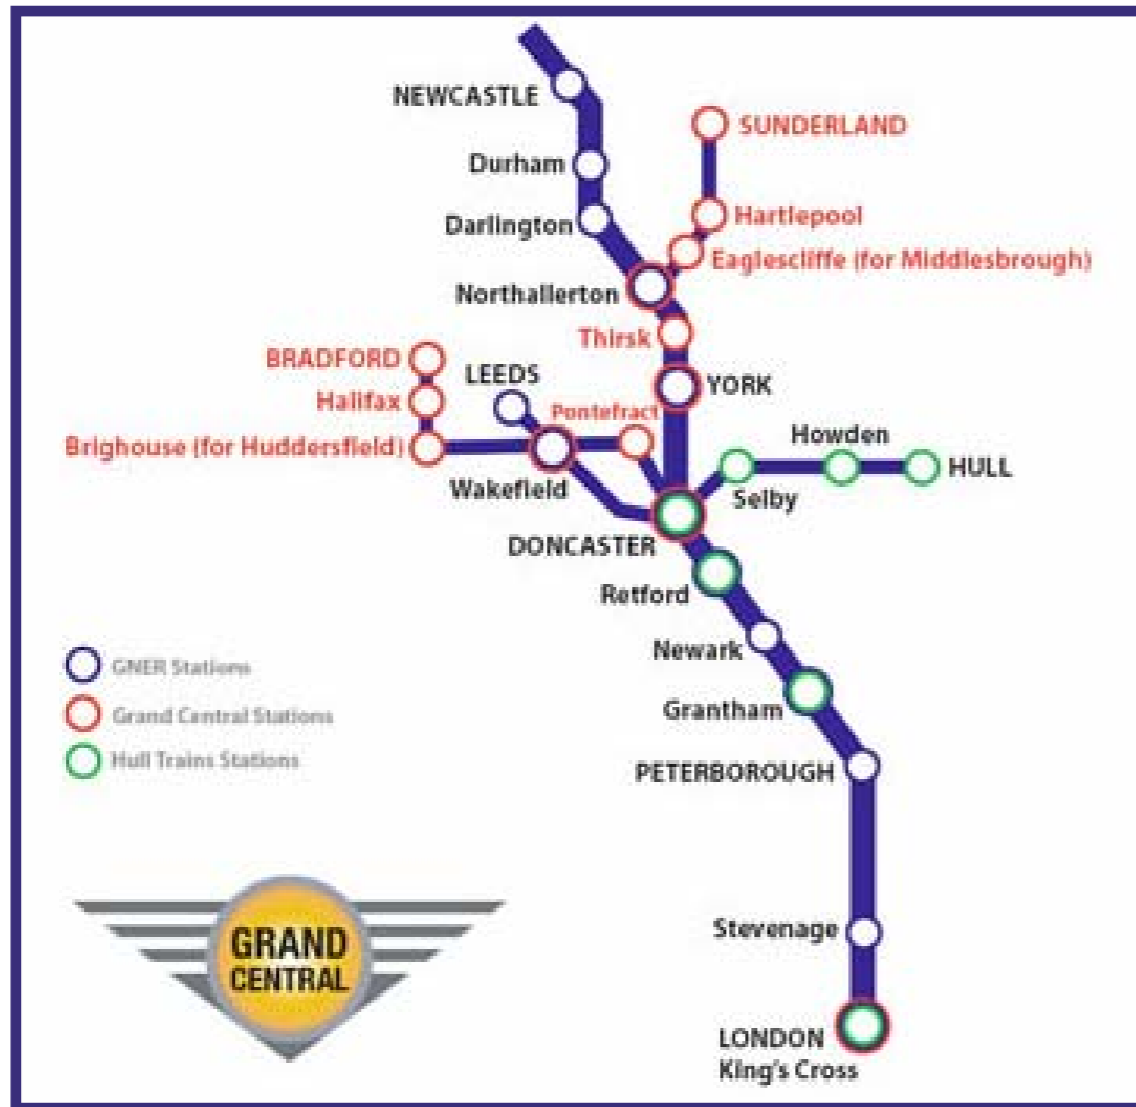 NEWCASTLE
SUNDERLAND
Durham
Hartlepool
Darlington
Eaglescliffe (for Middlesbrough)
Northallerton
Thirsk
BRADFORD
LEEDS
YORK
Halifax
Pontefract
Howden
Brighouse (for Huddersfield)
HULL
Wakefield
Selby
DONCASTER
Retford
Newark
GNER Stations
Grantham
Grand Central Stations
Hull Trains Stations
PETERBOROUGH
Stevenage
GRAND
CENTRAL
LONDON
King's Cross